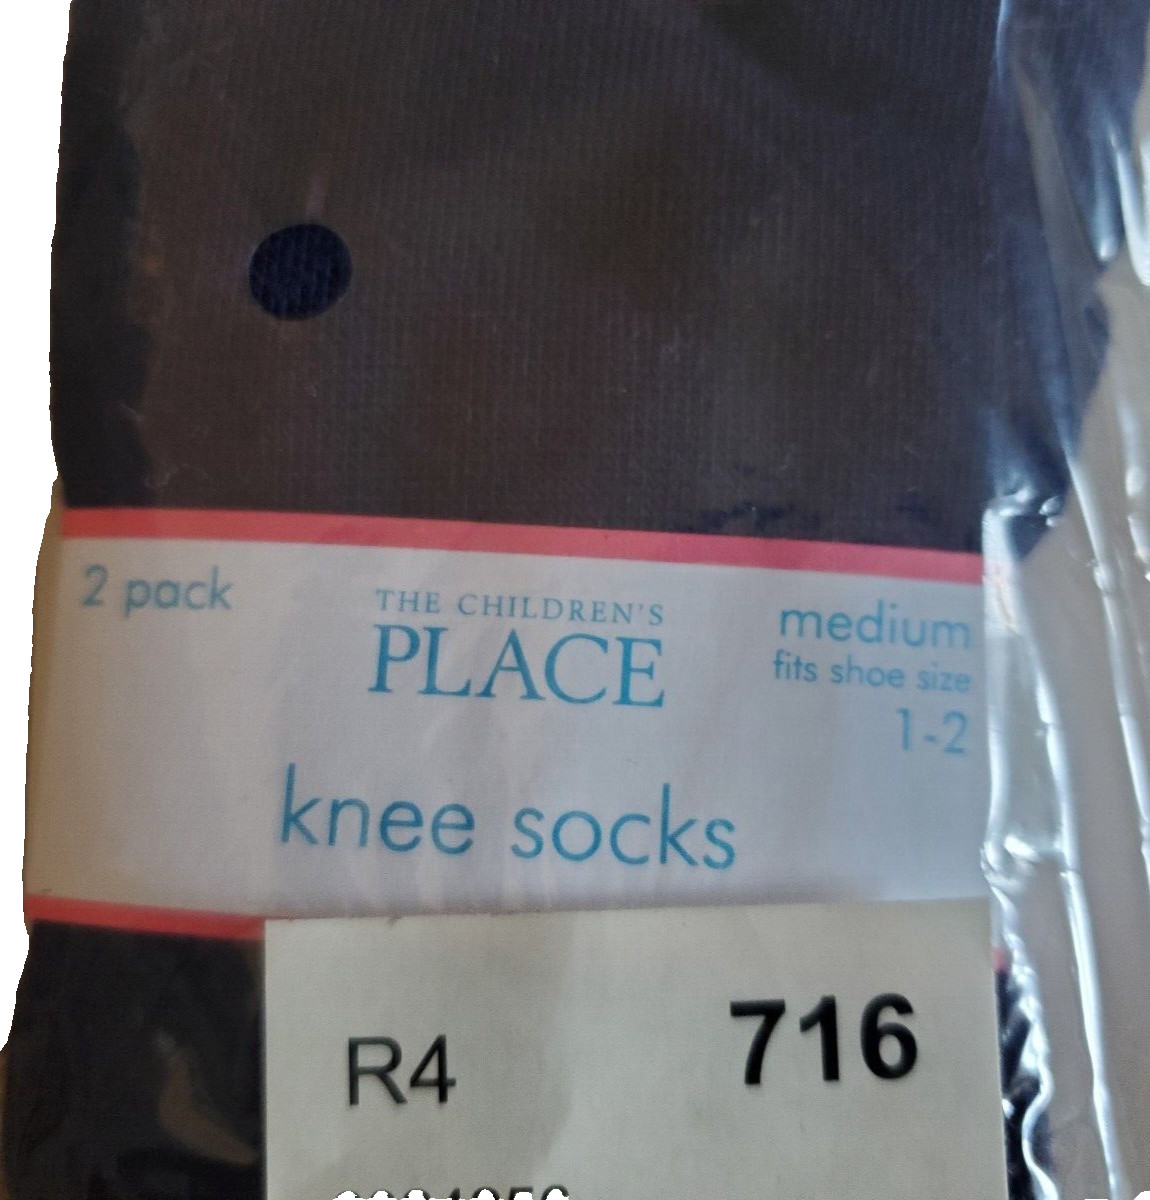 2 pack
THE CHILDREN'S
PLACE
medium
fits shoe size
1-2
knee socks
R4
716